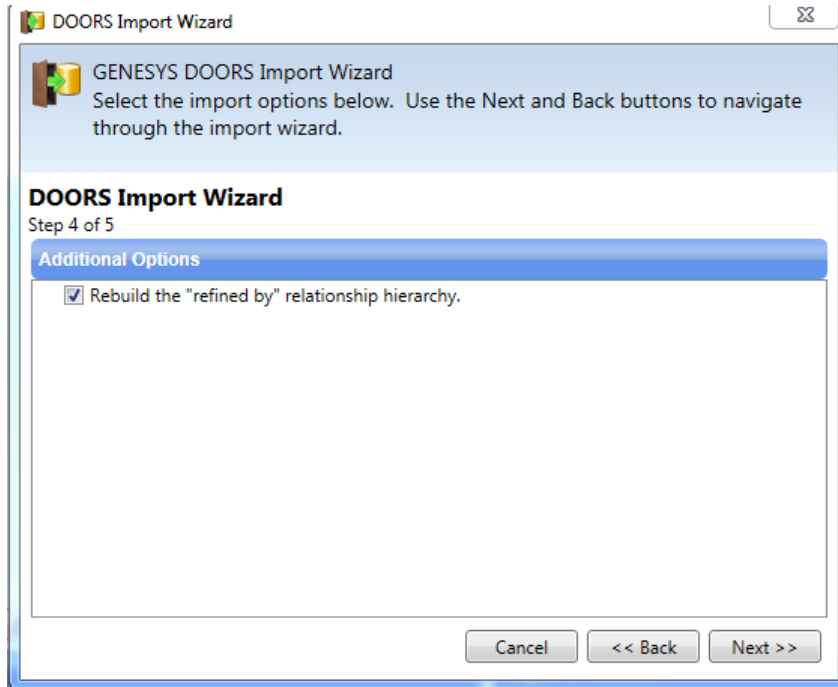 DOORS Import Wizard
GENESYS DOORS Import Wizard
Select the import options below. Use the Next and Back buttons to navigate
through the import wizard.
DOORS Import Wizard
Step 4 of 5
Additional Options
Rebuild the "refined by" relationship hierarchy.
Cancel
<< Back
Next >>